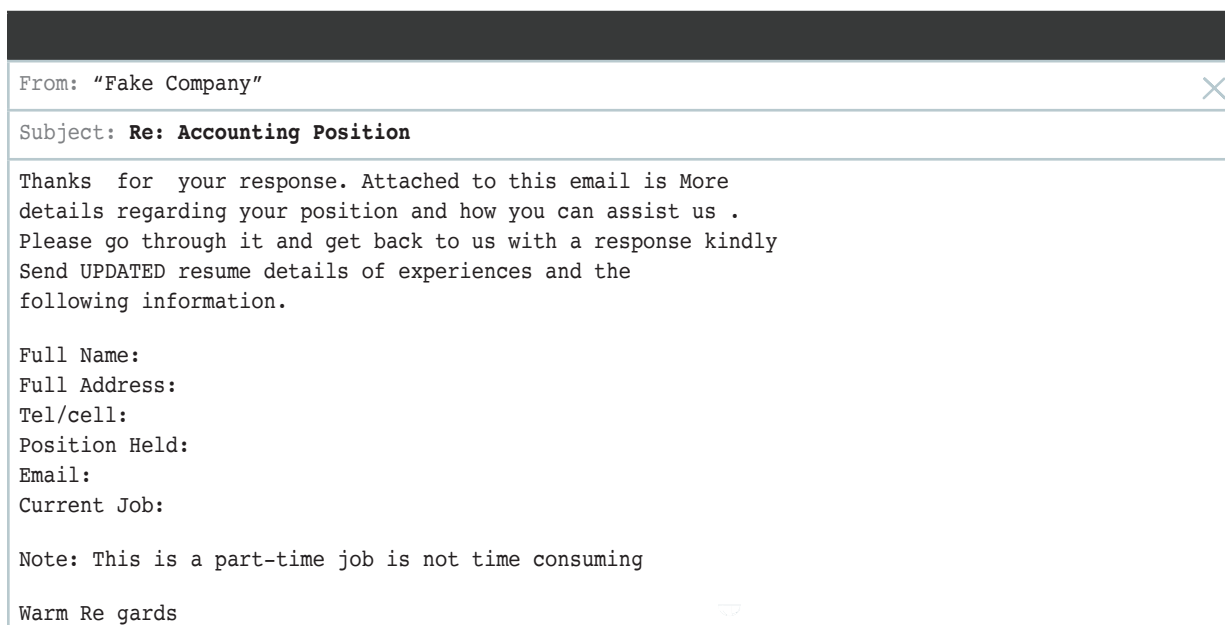 From: “Fake Company”
Subject: Re: Accounting Position
Thanks  for  your response. Attached to this email is More
details regarding your position and how you can assist us .
Please go through it and get back to us with a response kindly
Send UPDATED resume details of experiences and the
following information.
Full Name:
Full Address:
Tel/cell:
Position Held:
Email:
Current Job:
Note: This is a part-time job is not time consuming
Warm Re gards